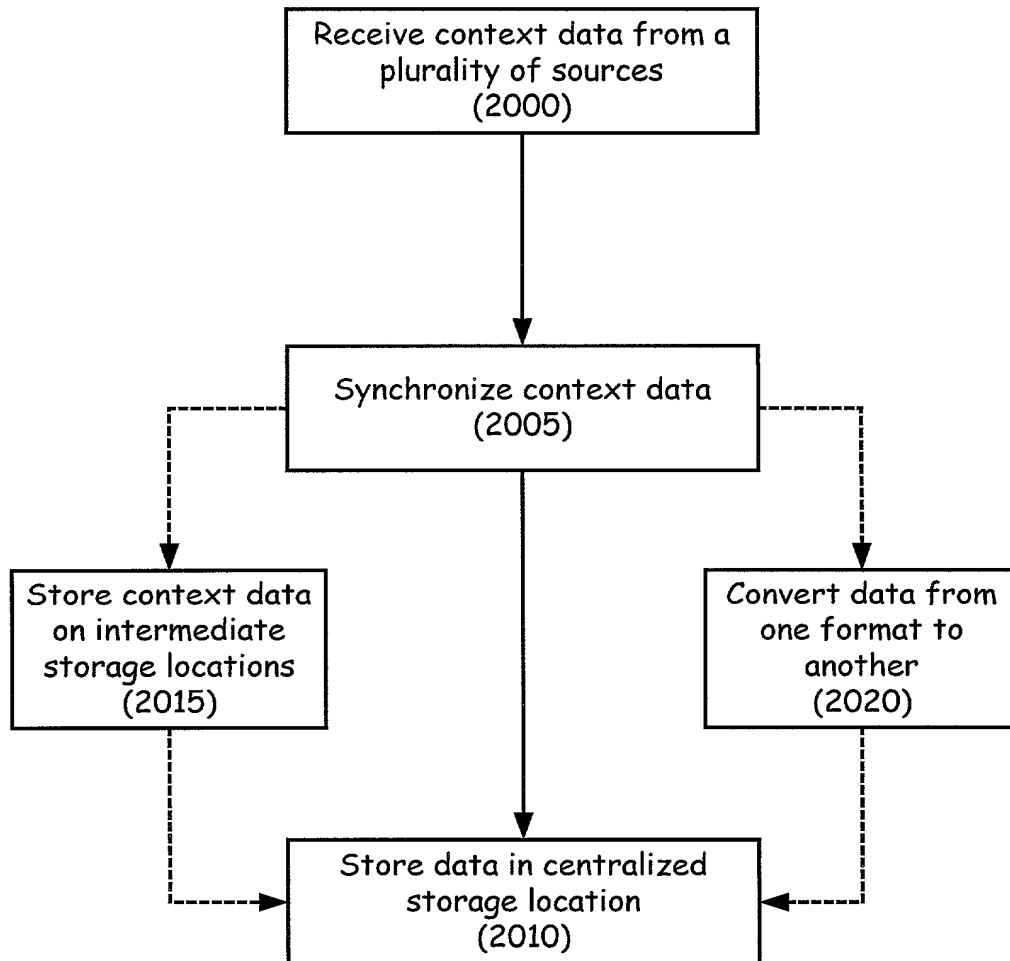 Receive context data from a
plurality of sources
(2000)
Synchronize context data
(2005)
Store context data
on intermediate
storage locations
(2015)
Convert data from
one format to
another
(2020)
Store data in centralized
storage location
(2010)